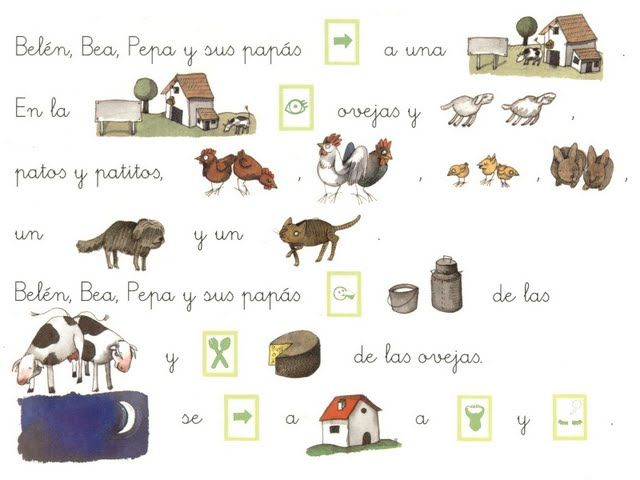 Belén, Bea, Pepa y sus papás a una .
En la ovejas y ,
patos y patitos, , , ,
un y un .
Belén, Bea, Pepa y sus papás de las
y de las ovejas.
se a a y .